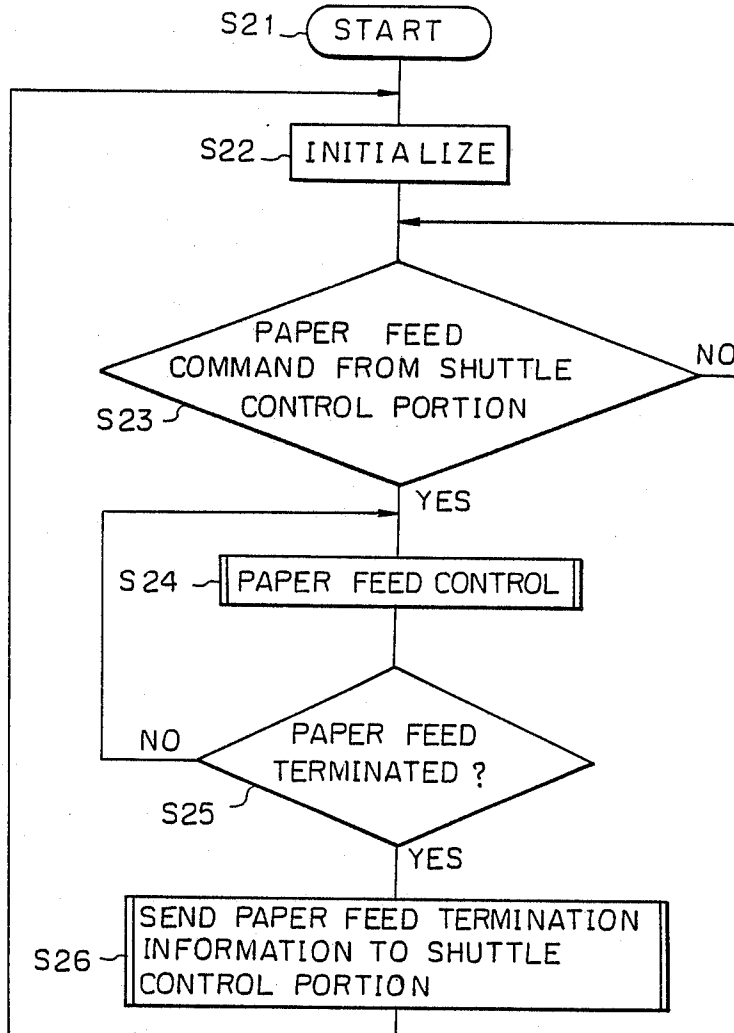 S21
START
S22
INITIALIZE
PAPER FEED
COMMAND FROM SHUTTLE
CONTROL PORTION
NO
S23
YES
S24
PAPER FEED CONTROL
NO
PAPER FEED
TERMINATED ?
S25
YES
SEND PAPER FEED TERMINATION
INFORMATION TO SHUTTLE
CONTROL PORTION
S26